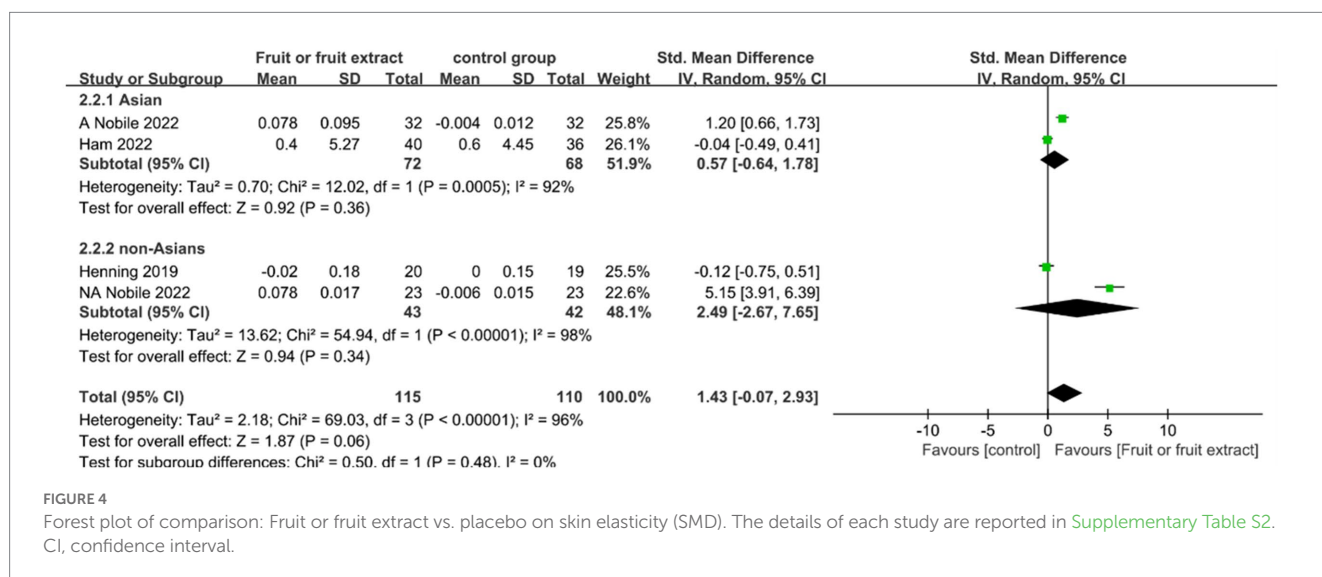 Fruit or fruit extract control group Std. Mean Difference Std. Mean Difference
Study or Subgroup Mean SD Total Mean SD Total Weight IV, Random, 95% CI IV, Random, 95% CI
2.2.1 Asian
A Nobile 2022 0.078 0.095 32 -0.004 0.012 32 25.8% 1.20 [0.66, 1.73]
Ham 2022 0.4 5.27 40 0.6 4.45 36 26.1% -0.04 [-0.49, 0.41]
Subtotal (95% CI) 72 68 51.9% 0.57 [-0.64, 1.78]
Heterogeneity: Tau² = 0.70; Chi² = 12.02, df = 1 (P = 0.0005); I² = 92%
Test for overall effect: Z = 0.92 (P = 0.36)
2.2.2 non-Asians
Henning 2019 -0.02 0.18 20 0 0.15 19 25.5% -0.12 [-0.75, 0.51]
NA Nobile 2022 0.078 0.017 23 -0.006 0.015 23 22.6% 5.15 [3.91, 6.39]
Subtotal (95% CI) 43 42 48.1% 2.49 [-2.67, 7.65]
Heterogeneity: Tau² = 13.62; Chi² = 54.94, df = 1 (P < 0.00001); I² = 98%
Test for overall effect: Z = 0.94 (P = 0.34)
Total (95% CI) 115 110 100.0% 1.43 [-0.07, 2.93]
Heterogeneity: Tau² = 2.18; Chi² = 69.03, df = 3 (P < 0.00001); I² = 96%
Test for overall effect: Z = 1.87 (P = 0.06)
Test for subgroup differences: Chi² = 0.50, df = 1 (P = 0.48), I² = 0%
-10 -5 0 5 10
Favours [control] Favours [Fruit or fruit extract]
FIGURE 4
Forest plot of comparison: Fruit or fruit extract vs. placebo on skin elasticity (SMD). The details of each study are reported in Supplementary Table S2.
CI, confidence interval.